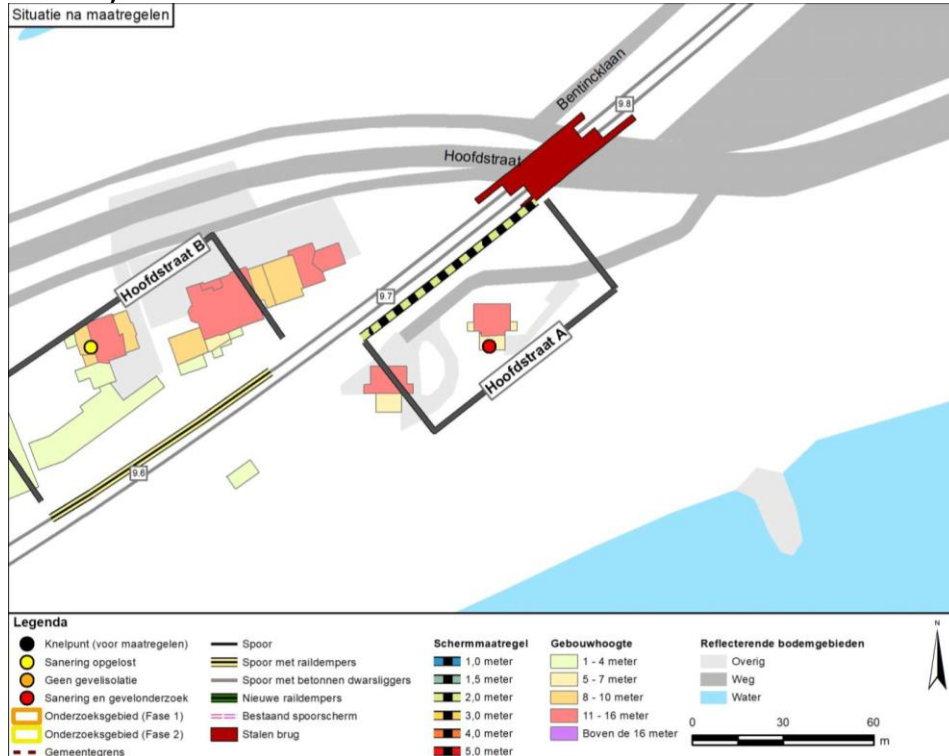 Situatie na maatregelen
Bentincklaan
9.8
Hoofdstraat
Hoofdstraat B
9.7
Hoofdstraat A
9.6
Legenda
Knelpunt (voor maatregelen)
Sanering opgelost
Geen gevelisolatie
Sanering en gevelonderzoek
Onderzoeksgebied (Fase 1)
Onderzoeksgebied (Fase 2)
Gemeentegrens
Spoor
Spoor met raildempers
Spoor met betonnen dwarsliggers
Nieuwe raildempers
Bestaand spoorscherm
Stalen brug
Schermmaatregel
1,0 meter
1,5 meter
2,0 meter
3,0 meter
4,0 meter
5,0 meter
Gebouwhoogte
1 - 4 meter
5 - 7 meter
8 - 10 meter
11 - 16 meter
Boven de 16 meter
Reflecterende bodemgebieden
Overig
Weg
Water
N
0 30 60
m